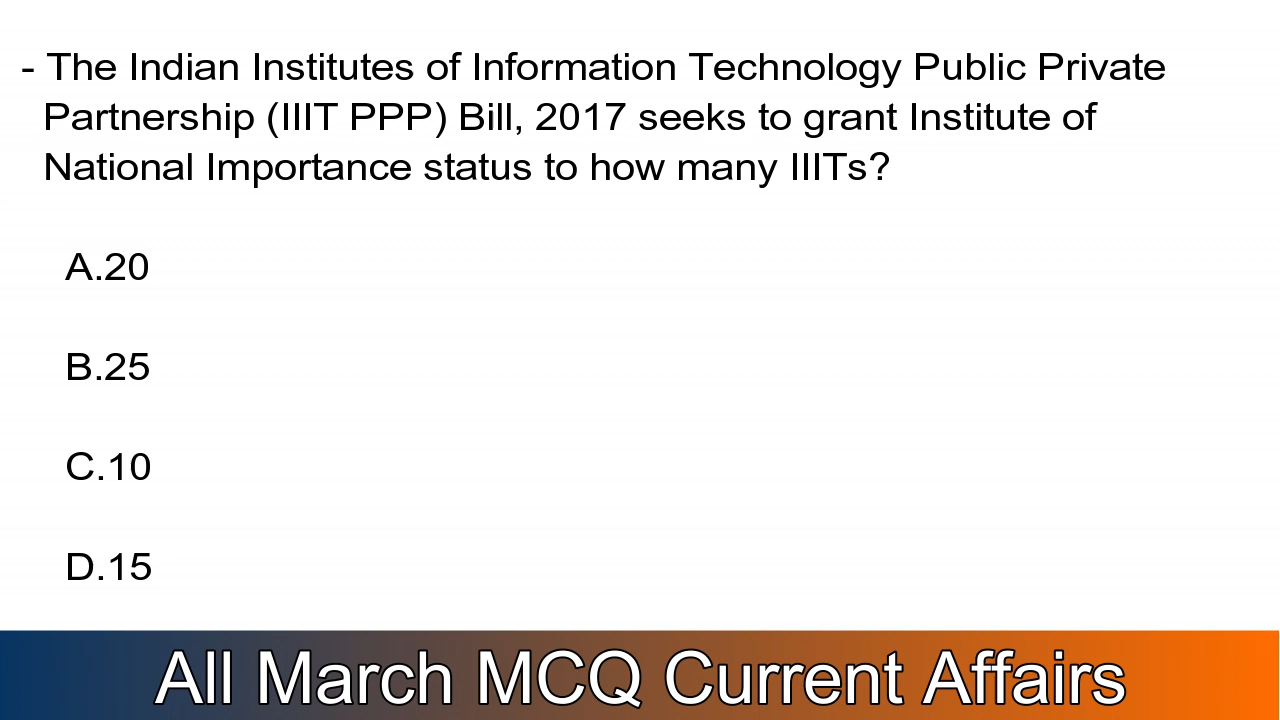 - The Indian Institutes of Information Technology Public Private
Partnership (IIIT PPP) Bill, 2017 seeks to grant Institute of
National Importance status to how many IIITs?
A.20
B.25
C.10
D.15
All March MCQ Current Affairs